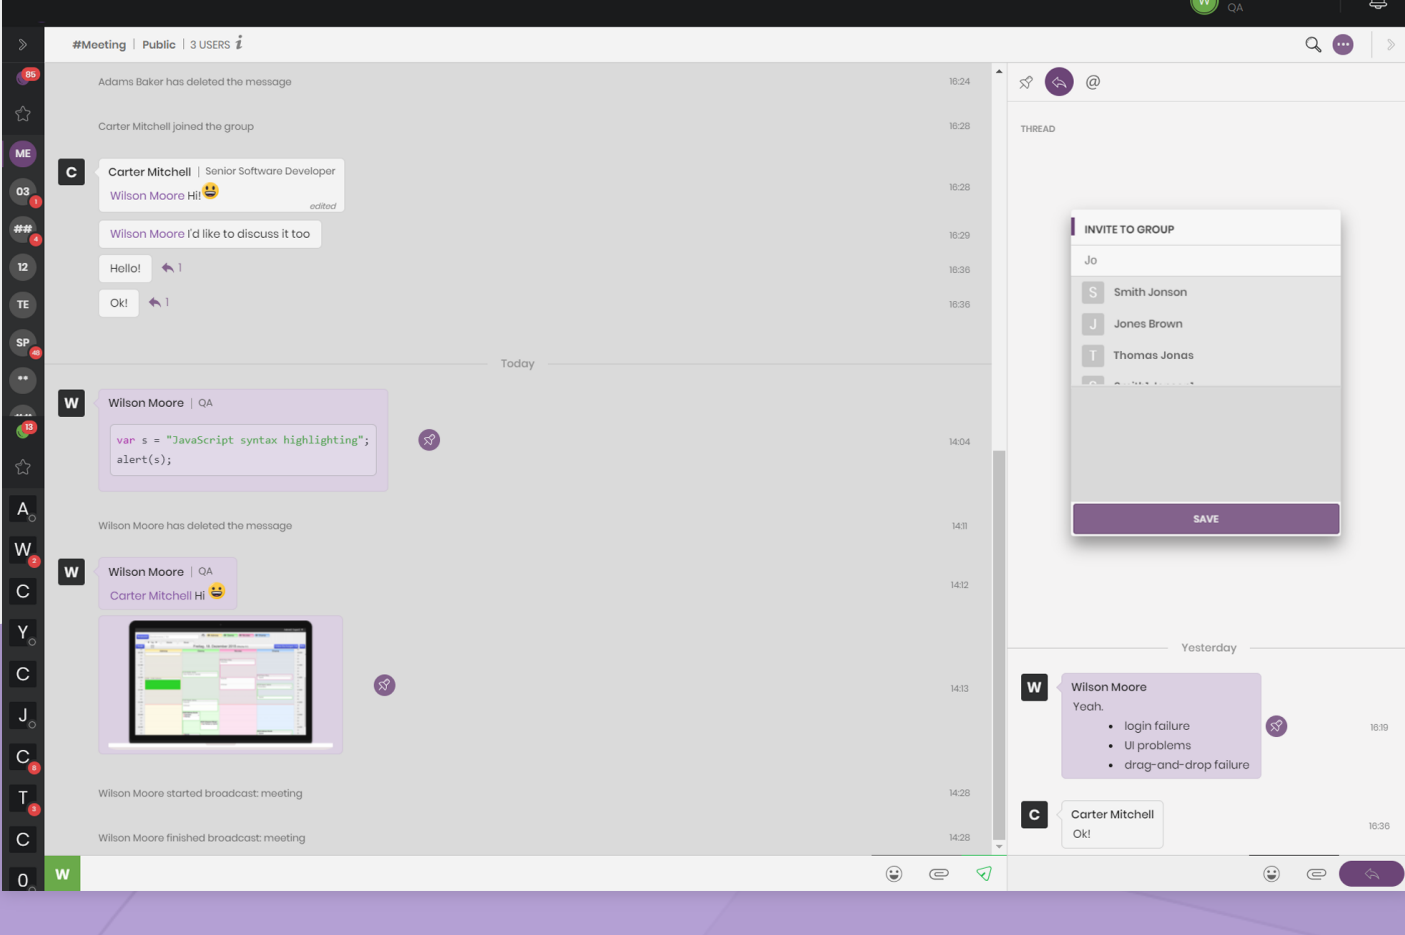 W
QA
#Meeting | Public | 3 USERS i
85
ME
03
1
##
4
12
TE
SP
48
**
13
A
W
2
C
Y
C
J
C
8
T
3
C
0
Adams Baker has deleted the message 16:24
Carter Mitchell joined the group 16:28
C
Carter Mitchell | Senior Software Developer
Wilson Moore Hi! 16:28
edited
Wilson Moore I'd like to discuss it too 16:29
Hello! 1 16:36
Ok! 1 16:36
Today
W
Wilson Moore | QA
var s = "JavaScript syntax highlighting"; 14:04
alert(s);
Wilson Moore has deleted the message 14:11
W
Wilson Moore | QA
Carter Mitchell Hi 14:12
14:13
Wilson Moore started broadcast: meeting 14:28
Wilson Moore finished broadcast: meeting 14:28
W
@
THREAD
INVITE TO GROUP
Jo
S Smith Jonson
J Jones Brown
T Thomas Jonas
SAVE
Yesterday
W
Wilson Moore
Yeah.
• login failure 16:19
• UI problems
• drag-and-drop failure
C
Carter Mitchell
Ok! 16:36